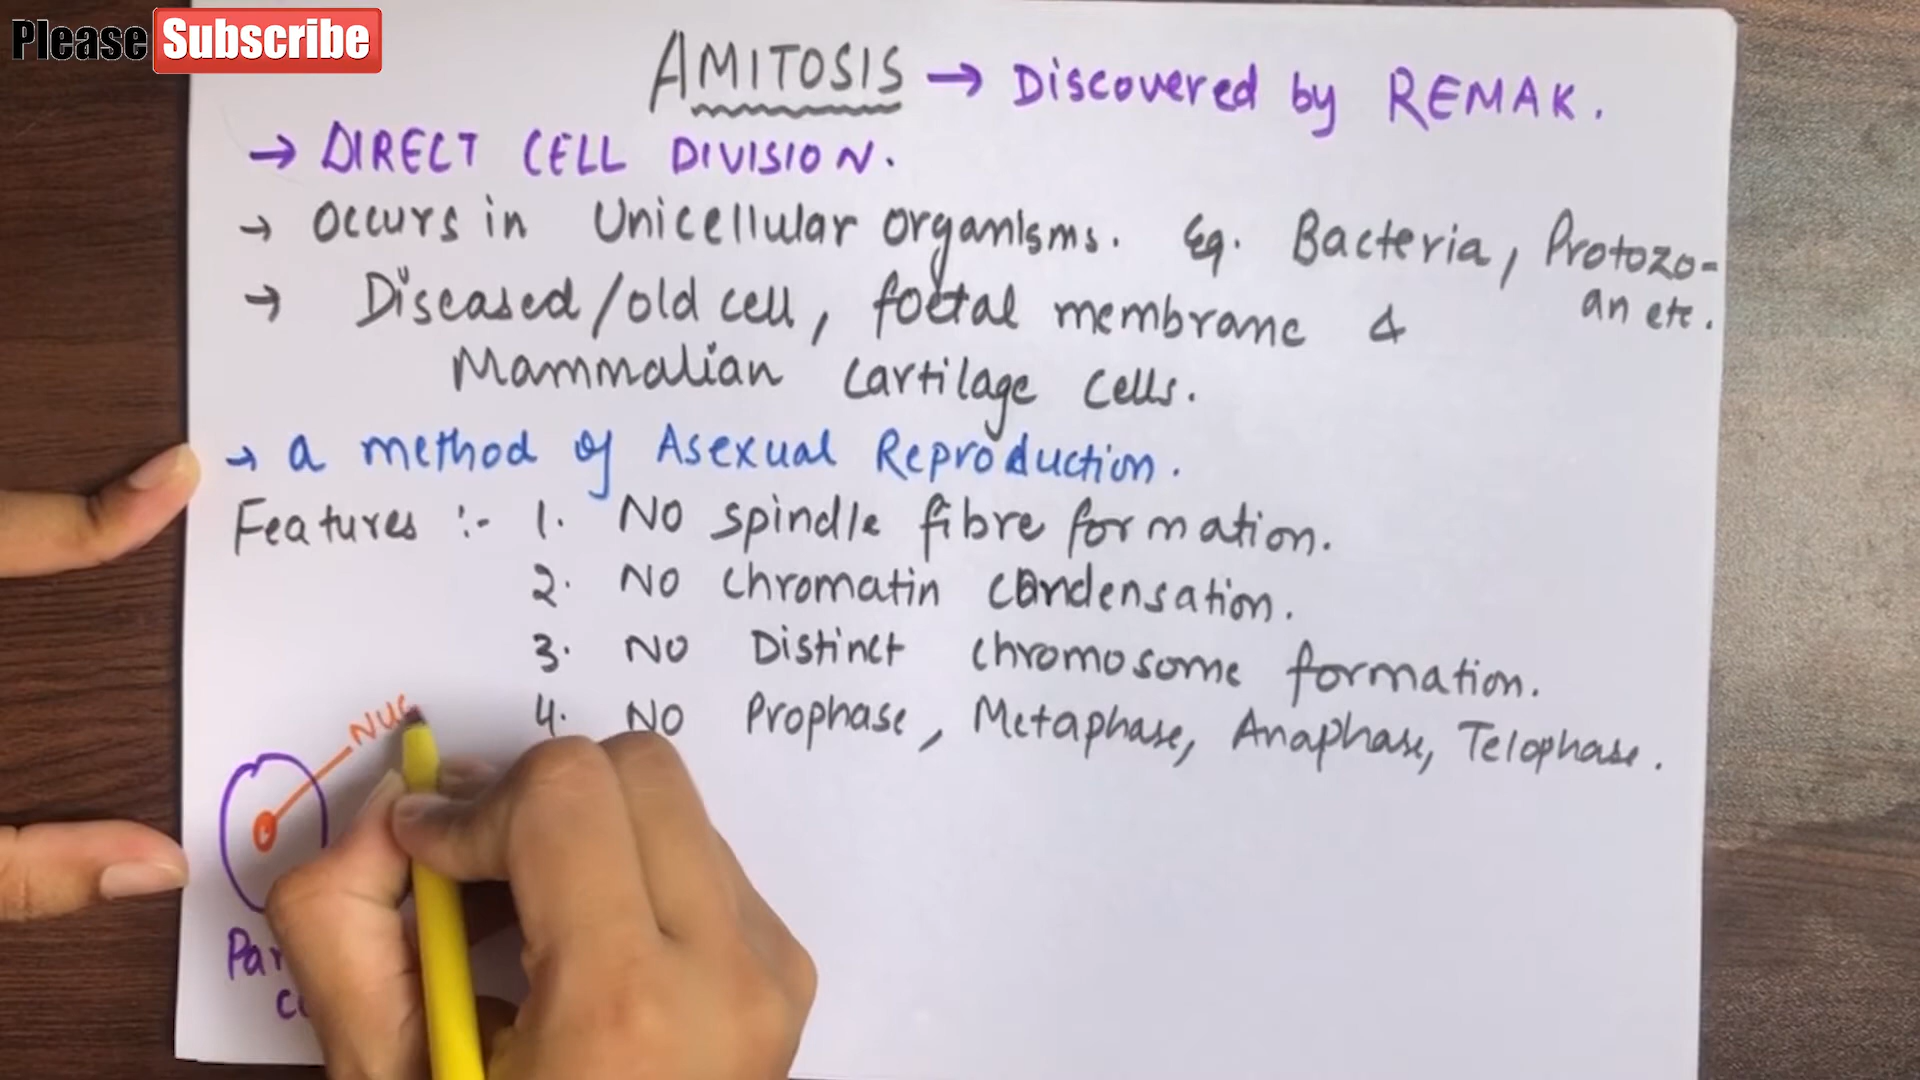 Please Subscribe
AMITOSIS → Discovered by REMAK.
→ DIRECT CELL DIVISION.
→ Occurs in Unicellular organisms. Eg. Bacteria, Protozo-
an etc.
→ Diseased/old cell, foetal membrane &
Mammalian cartilage cells.
→ a method of Asexual Reproduction.
Features :- 1. NO spindle fibre formation.
2. NO chromatin condensation.
3. NO Distinct chromosome formation.
4. NO Prophase, Metaphase, Anaphase, Telophase.